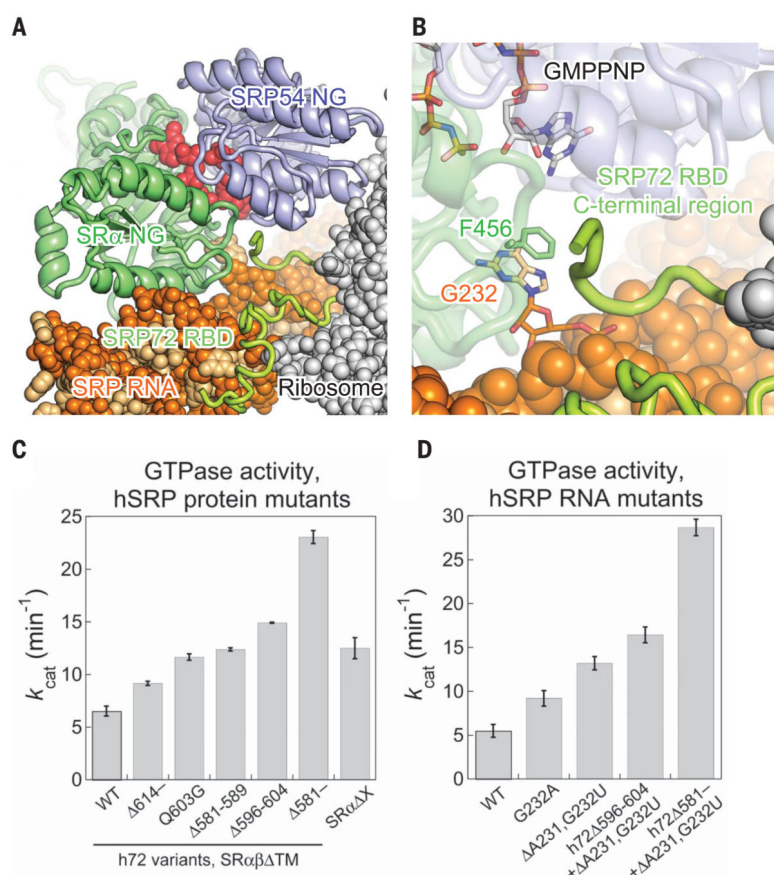 A
SRP54 NG
SRα NG
SRP72 RBD
SRP RNA
Ribosome
B
GMPPNP
SRP72 RBD
C-terminal region
F456
G232
C
GTPase activity,
hSRP protein mutants
kcat (min-1)
25
20
15
10
5
0
WT
Δ614–
Q603G
Δ581-589
Δ596-604
Δ581–
SRαΔX
h72 variants, SRαβΔTM
D
GTPase activity,
hSRP RNA mutants
kcat (min-1)
30
25
20
15
10
5
0
WT
G232A
ΔA231, G232U
h72Δ596-604
+ΔA231, G232U
h72Δ581–
+ΔA231, G232U